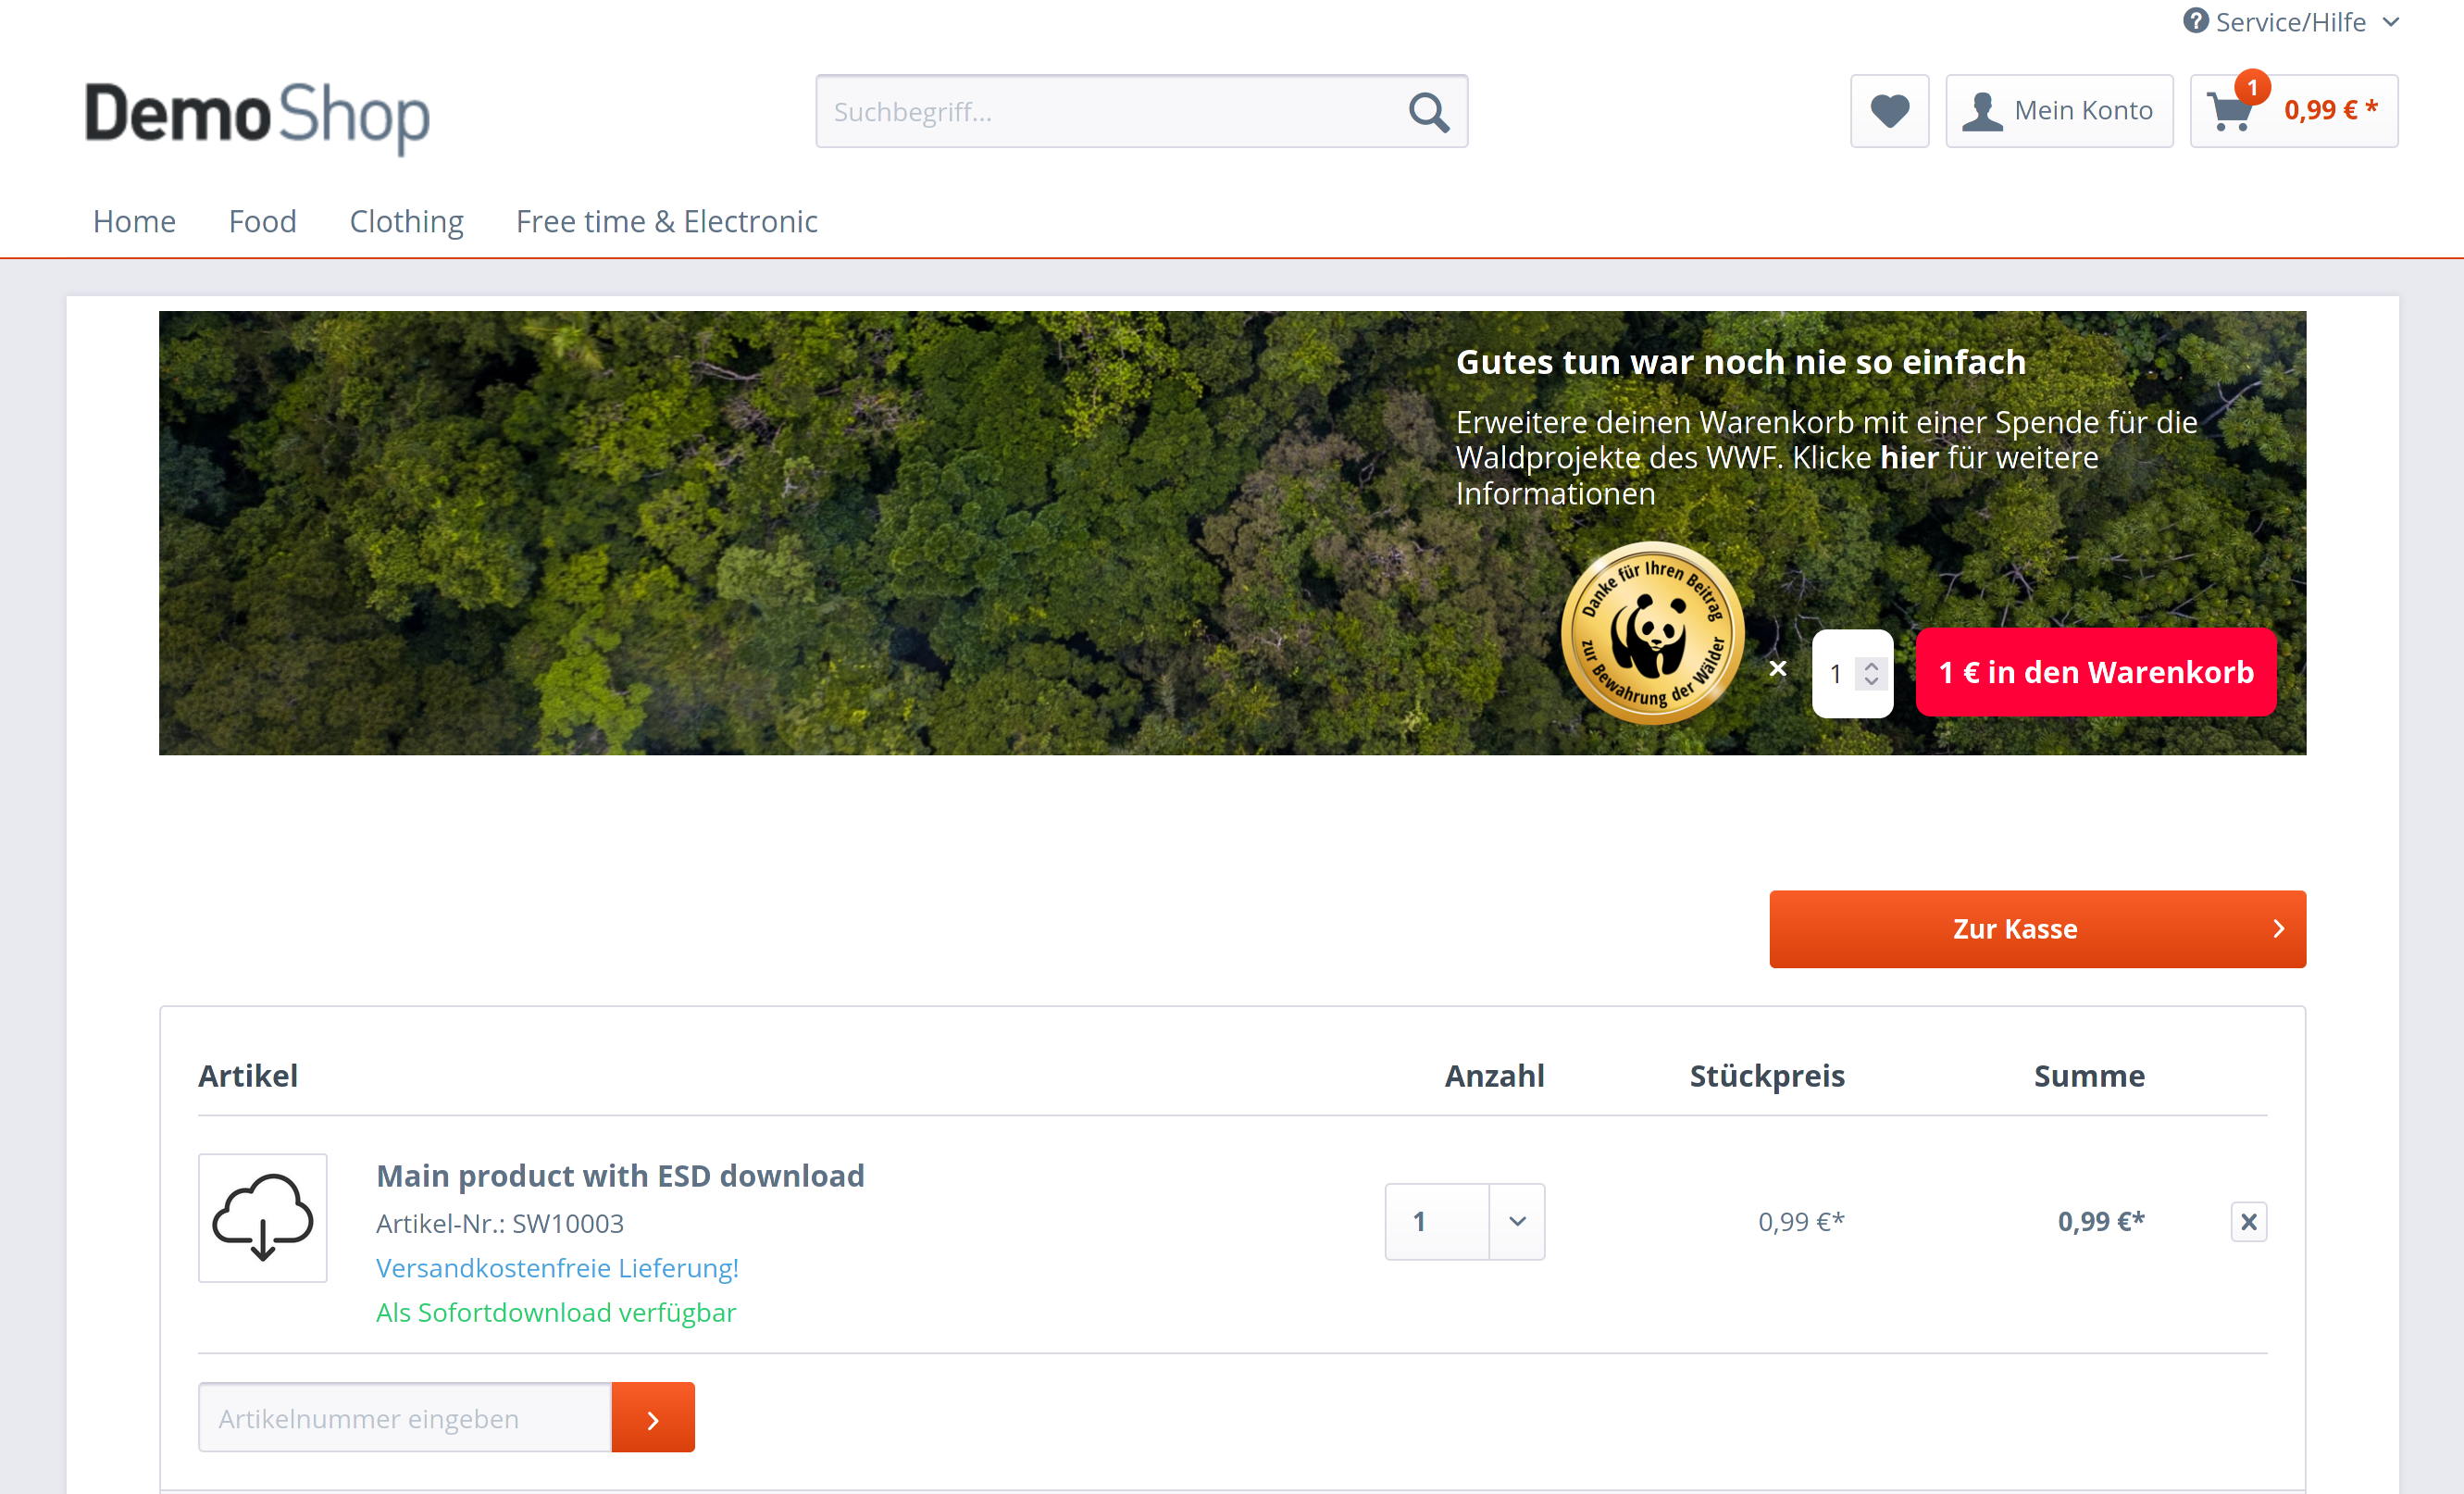 Service/Hilfe
DemoShop
Suchbegriff...
Mein Konto
1
0,99 € *
Home Food Clothing Free time & Electronic
Gutes tun war noch nie so einfach
Erweitere deinen Warenkorb mit einer Spende für die
Waldprojekte des WWF. Klicke hier für weitere
Informationen
Danke für Ihren Beitrag
zur Bewahrung der Wälder
×
1
1 € in den Warenkorb
Zur Kasse
Artikel Anzahl Stückpreis Summe
Main product with ESD download
Artikel-Nr.: SW10003
Versandkostenfreie Lieferung!
Als Sofortdownload verfügbar
1 0,99 €* 0,99 €*
Artikelnummer eingeben